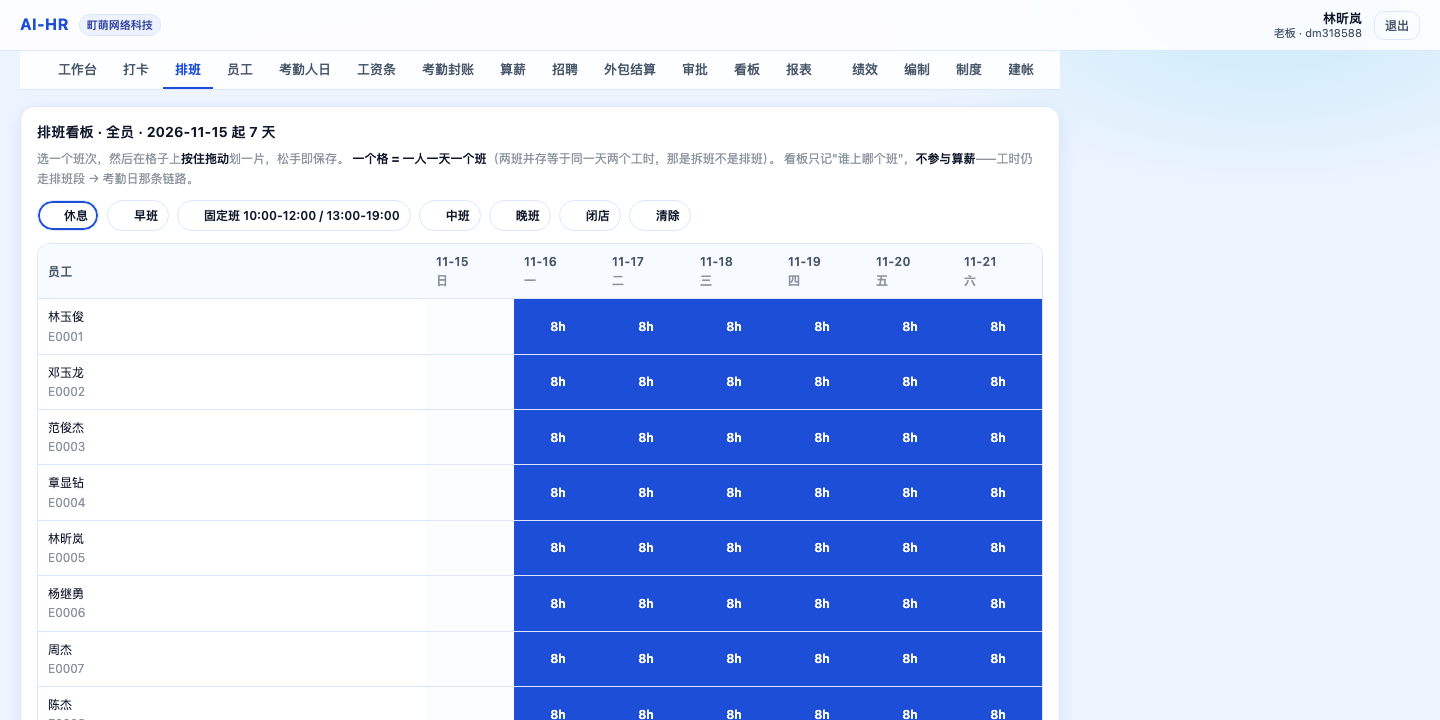 AI-HR 町萌网络科技
林昕岚
老板 · dm318588
退出
工作台 打卡 排班 员工 考勤人日 工资条 考勤封账 算薪 招聘 外包结算 审批 看板 报表 绩效 编制 制度 建帐
排班看板 · 全员 · 2026-11-15 起 7 天
选一个班次，然后在格子上按住拖动划一片，松手即保存。 一个格 = 一人一天一个班（两班并存等于同一天两个工时，那是拆班不是排班）。 看板只记"谁上哪个班"，不参与算薪——工时仍
走排班段 → 考勤日那条链路。
休息 早班 固定班 10:00-12:00 / 13:00-19:00 中班 晚班 闭店 清除
员工 11-15 11-16 11-17 11-18 11-19 11-20 11-21
日 一 二 三 四 五 六
林玉俊
E0001
8h 8h 8h 8h 8h 8h
邓玉龙
E0002
8h 8h 8h 8h 8h 8h
范俊杰
E0003
8h 8h 8h 8h 8h 8h
章显钻
E0004
8h 8h 8h 8h 8h 8h
林昕岚
E0005
8h 8h 8h 8h 8h 8h
杨继勇
E0006
8h 8h 8h 8h 8h 8h
周杰
E0007
8h 8h 8h 8h 8h 8h
陈杰
8h 8h 8h 8h 8h 8h